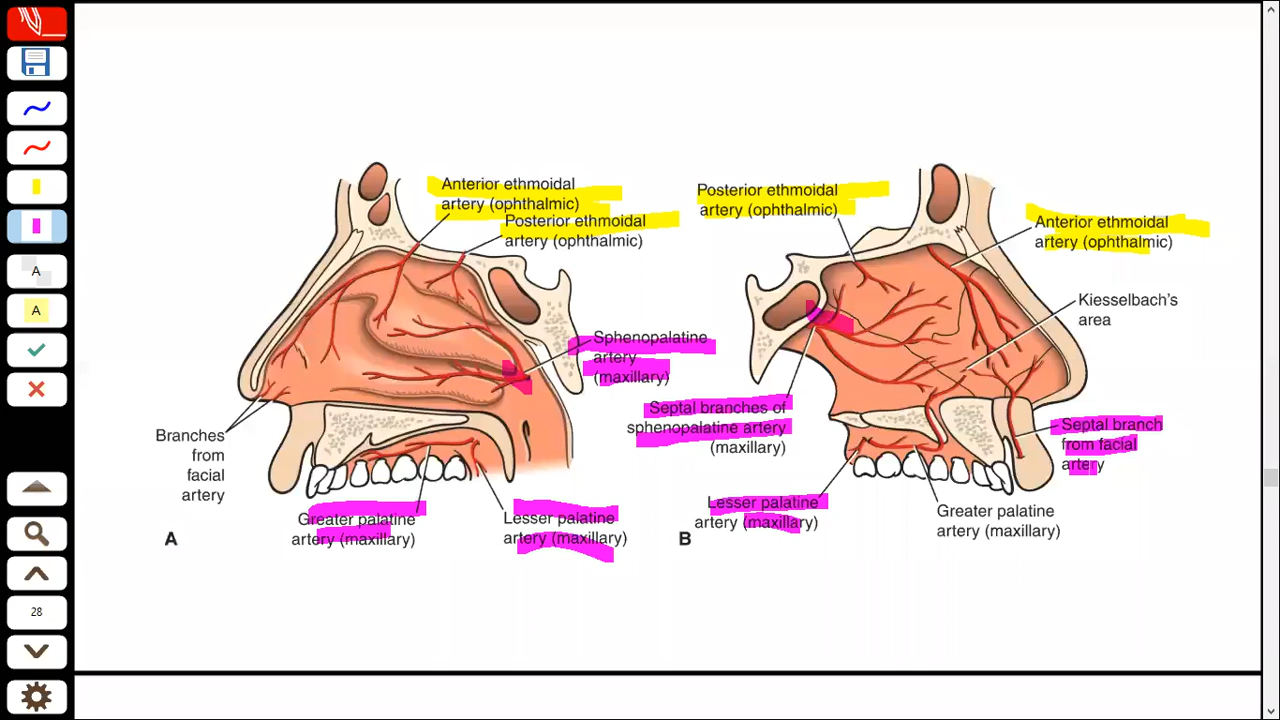 A
A
28
Anterior ethmoidal
artery (ophthalmic)
Posterior ethmoidal
artery (ophthalmic)
Sphenopalatine
artery
(maxillary)
Branches
from
facial
artery
Greater palatine
artery (maxillary)
Lesser palatine
artery (maxillary)
A
Posterior ethmoidal
artery (ophthalmic)
Anterior ethmoidal
artery (ophthalmic)
Kiesselbach's
area
Septal branches of
sphenopalatine artery
(maxillary)
Septal branch
from facial
artery
Lesser palatine
artery (maxillary)
Greater palatine
artery (maxillary)
B